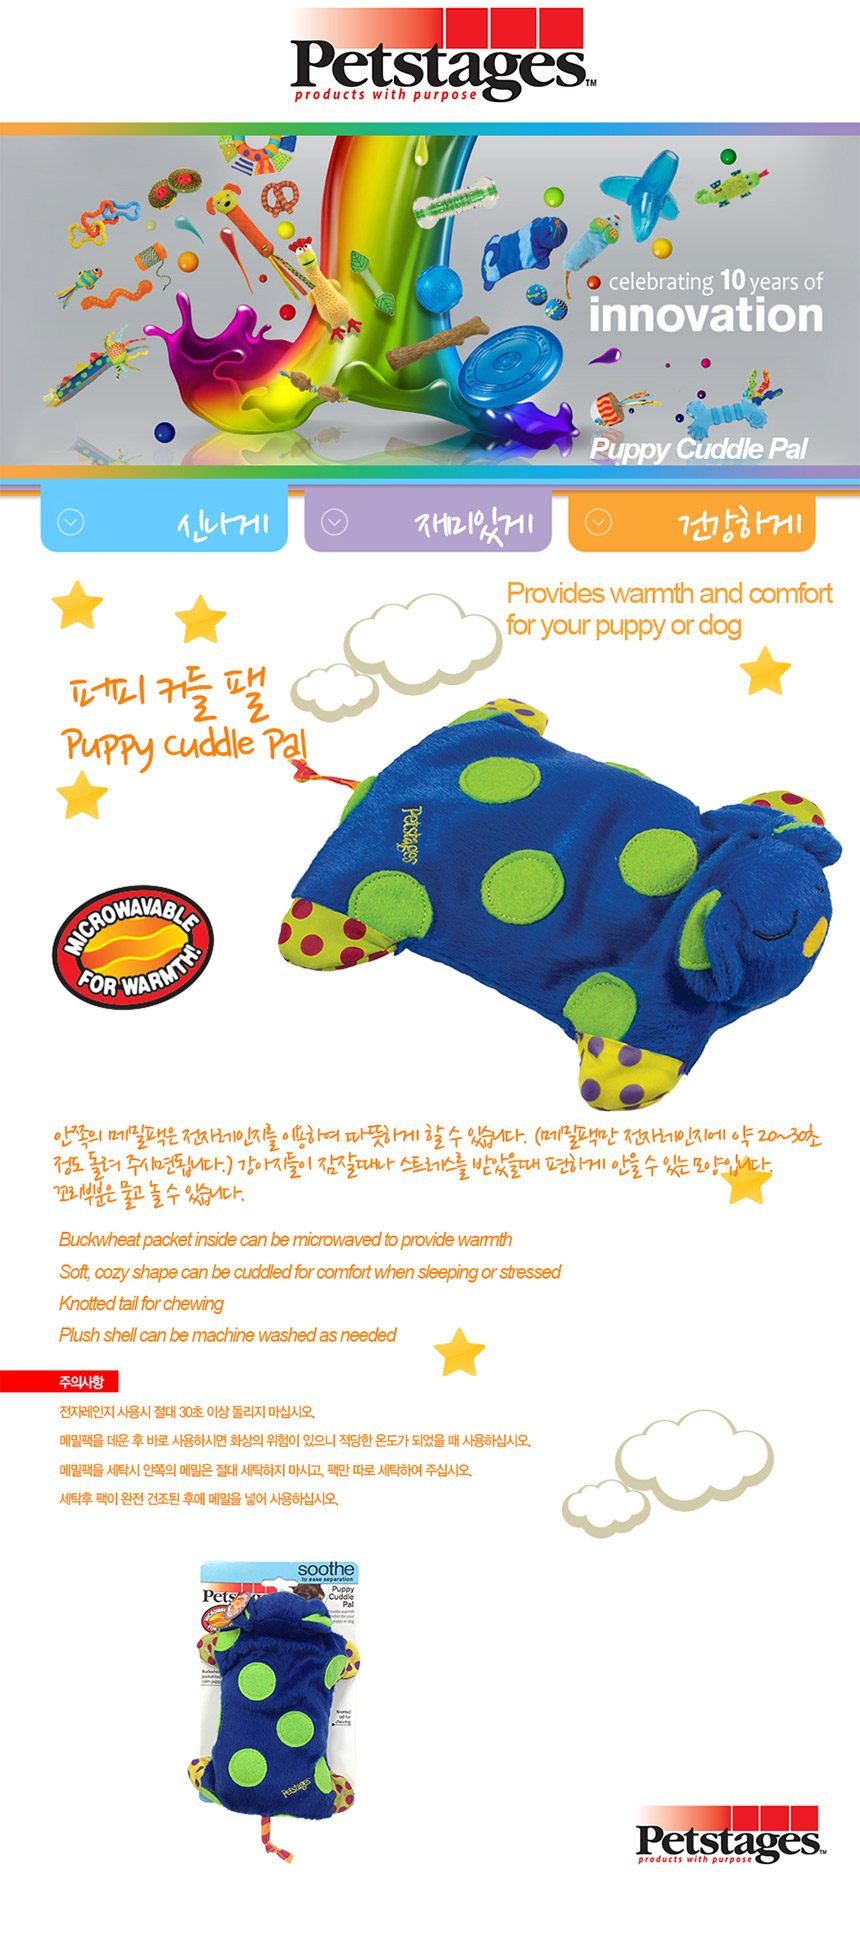 Petstages™
products with purpose
celebrating 10 years of
innovation
Puppy Cuddle Pal
신나게
재미있게
건강하게
Provides warmth and comfort
for your puppy or dog
퍼피 커들 팰
Puppy Cuddle Pal
Petstages
MICROWAVABLE
FOR WARMTH!
안쪽의 메밀팩은 전자레인지를 이용하여 따뜻하게 할 수 있습니다. (메밀팩만 전자레인지에 약 20~30초
정도 돌려 주시면됩니다.) 강아지들이 잠잘때나 스트레스를 받았을때 편하게 안을 수 있는 모양입니다.
꼬리부분은 물고 놀 수 있습니다.
Buckwheat packet inside can be microwaved to provide warmth
Soft, cozy shape can be cuddled for comfort when sleeping or stressed
Knotted tail for chewing
Plush shell can be machine washed as needed
주의사항
전자레인지 사용시 절대 30초 이상 돌리지 마십시오.
메밀팩을 데운 후 바로 사용하시면 화상의 위험이 있으니 적당한 온도가 되었을 때 사용하십시오.
메밀팩을 세탁시 안쪽의 메밀은 절대 세탁하지 마시고, 팩만 따로 세탁하여 주십시오.
세탁후 팩이 완전 건조된 후에 메밀을 넣어 사용하십시오.
soothe
to ease separation
Pets
Puppy
Cuddle
Pal
Knotted
tail for
chewing
Petstages
Petstages™
products with purpose